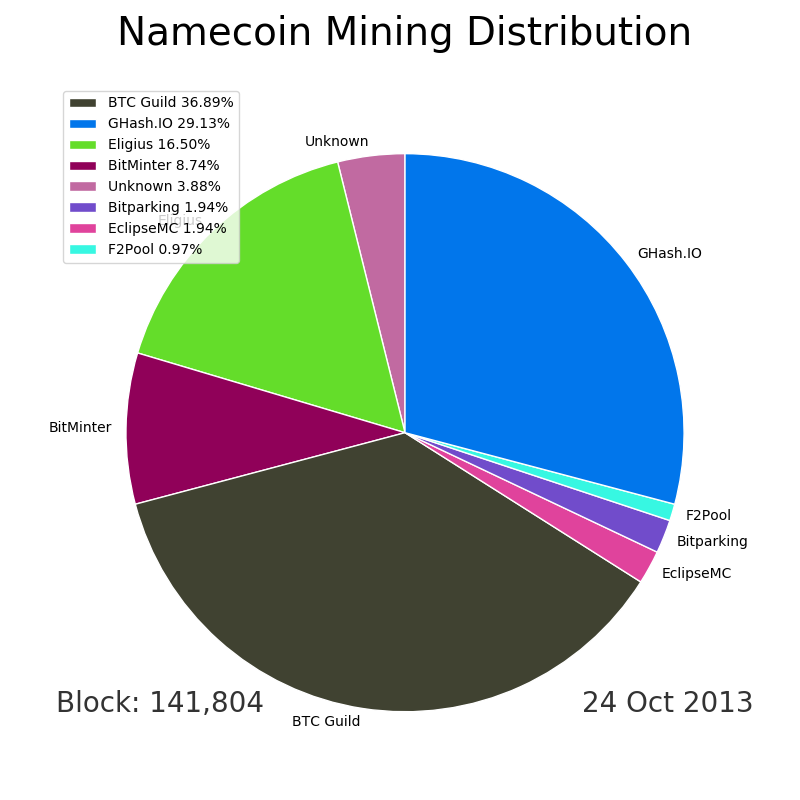 Namecoin Mining Distribution
BTC Guild 36.89%
GHash.IO 29.13%
Eligius 16.50%
BitMinter 8.74%
Unknown 3.88%
Bitparking 1.94%
EclipseMC 1.94%
F2Pool 0.97%
Unknown
Eligius
GHash.IO
BitMinter
F2Pool
Bitparking
EclipseMC
Block: 141,804
24 Oct 2013
BTC Guild